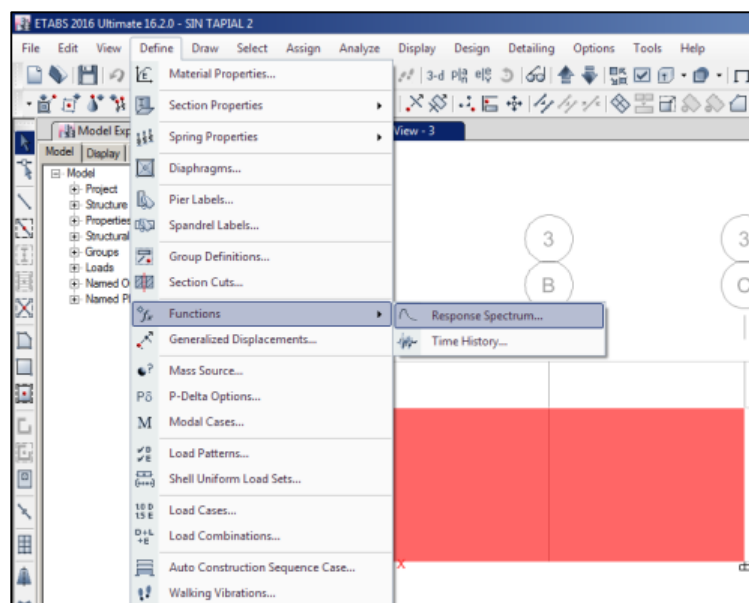 ETABS 2016 Ultimate 16.2.0 - SIN TAPIAL 2
File Edit View Define Draw Select Assign Analyze Display Design Detailing Options Tools Help
3-d
Model Exp
View - 3
Model Display
Model
Project
Structure
Properties
Structural
Groups
Loads
Named O
Named Pl
Material Properties...
Section Properties
Spring Properties
Diaphragms...
Pier Labels...
Spandrel Labels...
Group Definitions...
Section Cuts...
Functions
Generalized Displacements...
Mass Source...
Pδ P-Delta Options...
M Modal Cases...
Load Patterns...
Shell Uniform Load Sets...
Load Cases...
Load Combinations...
Auto Construction Sequence Case...
Walking Vibrations...
Response Spectrum...
Time History...
3 3
B C
X